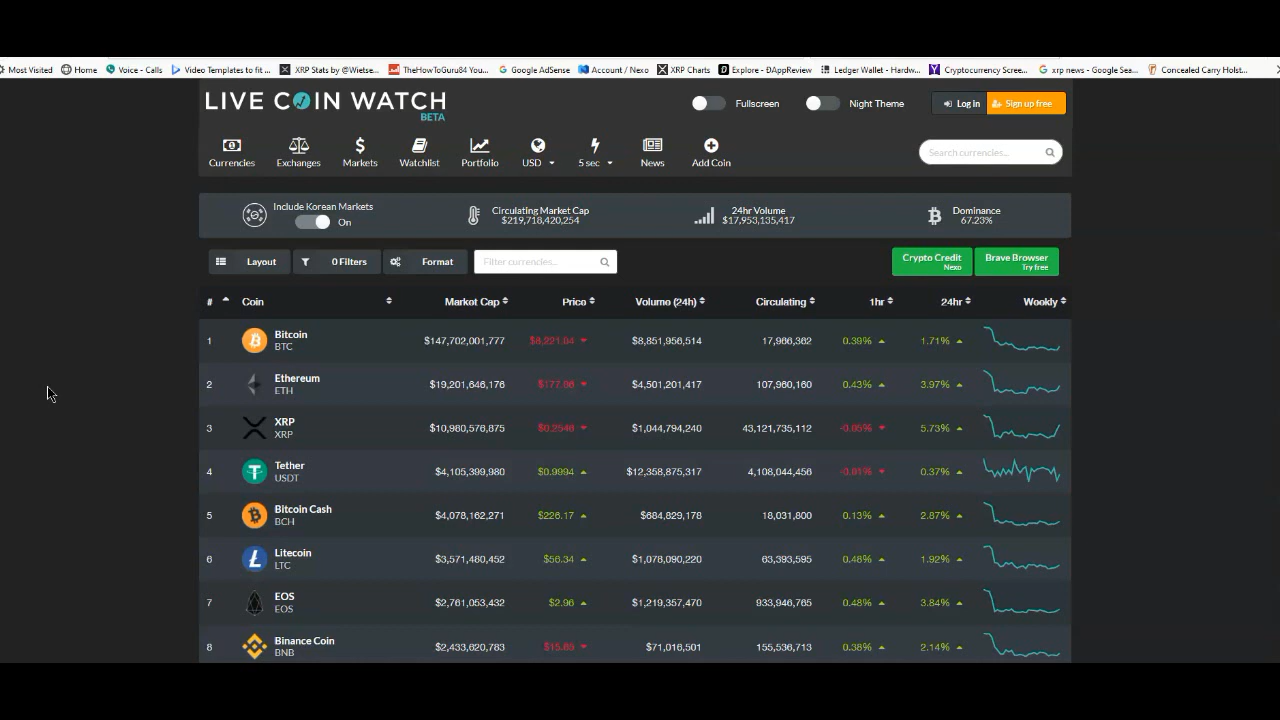 Most Visited Home Voice - Calls Video Templates to fit ... XRP Stats by @Wietse... TheHowToGuru84 You... Google AdSense Account / Nexo XRP Charts Explore - ÐAppReview Ledger Wallet - Hardw... Cryptocurrency Scree... xrp news - Google Sea... Concealed Carry Holst...
LIVE COIN WATCH
BETA
Fullscreen Night Theme Log In Sign up free
Currencies Exchanges Markets Watchlist Portfolio USD 5 sec News Add Coin
Search currencies...
Include Korean Markets
On
Circulating Market Cap
$219,718,420,254
24hr Volume
$17,953,135,417
Dominance
67.23%
Layout 0 Filters Format Filter currencies...
Crypto Credit
Nexo
Brave Browser
Try free
# Coin Market Cap Price Volume (24h) Circulating 1hr 24hr Weekly
1 Bitcoin $147,702,001,777 $8,221.04 $8,851,956,514 17,966,362 0.39% 1.71%
BTC
2 Ethereum $19,201,646,176 $177.86 $4,501,201,417 107,960,160 0.43% 3.97%
ETH
3 XRP $10,980,576,875 $0.2546 $1,044,794,240 43,121,735,112 -0.05% 5.73%
XRP
4 Tether $4,105,399,980 $0.9994 $12,358,875,317 4,108,044,456 -0.01% 0.37%
USDT
5 Bitcoin Cash $4,078,162,271 $226.17 $684,829,178 18,031,800 0.13% 2.87%
BCH
6 Litecoin $3,571,480,452 $56.34 $1,078,090,220 63,393,595 0.48% 1.92%
LTC
7 EOS $2,761,053,432 $2.96 $1,219,357,470 933,946,765 0.48% 3.84%
EOS
8 Binance Coin $2,433,620,783 $15.65 $71,016,501 155,536,713 0.38% 2.14%
BNB